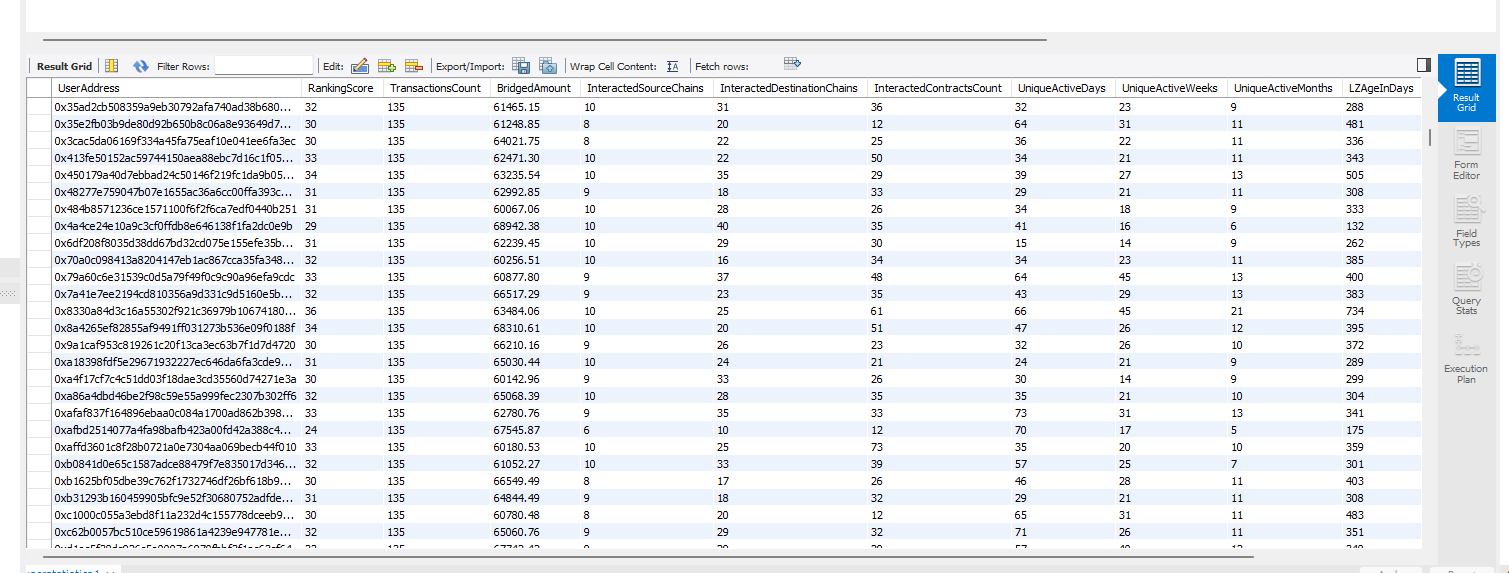 Result Grid Filter Rows: Edit: Export/Import: Wrap Cell Content: Fetch rows:
UserAddress RankingScore TransactionsCount BridgedAmount InteractedSourceChains InteractedDestinationChains InteractedContractsCount UniqueActiveDays UniqueActiveWeeks UniqueActiveMonths LZAgeInDays
0x35ad2cb508359a9eb30792afa740ad38b680... 32 135 61465.15 10 31 36 32 23 9 288
0x35e2fb03b9de80d92b650b8c06a8e93649d7... 30 135 61248.85 8 20 12 64 31 11 481
0x3cac5da06169f334a45fa75eaf10e041ee6fa3ec 30 135 64021.75 8 22 25 36 22 11 336
0x413fe50152ac59744150aea88ebc7d16c1f05... 33 135 62471.30 10 22 50 34 21 11 343
0x450179a40d7ebbad24c50146f219fc1da9b05... 34 135 63235.54 10 35 29 39 27 13 505
0x48277e759047b07e1655ac36a6cc00ffa393c... 31 135 62992.85 9 18 33 29 21 11 308
0x484b8571236ce1571100f6f2f6ca7edf0440b251 31 135 60067.06 10 28 26 34 18 9 333
0x4a4ce24e10a9c3cf0ffdb8e646138f1fa2dc0e9b 29 135 68942.38 10 40 35 41 16 6 132
0x6df208f8035d38dd67bd32cd075e155efe35b... 31 135 62239.45 10 29 30 15 14 9 262
0x70a0c098413a8204147eb1ac867cca35fa348... 32 135 60256.51 10 16 34 34 23 11 385
0x79a60c6e31539c0d5a79f49f0c9c90a96efa9cdc 33 135 60877.80 9 37 48 64 45 13 400
0x7a41e7ee2194cd810356a9d331c9d5160e5b... 32 135 66517.29 9 23 35 43 29 13 383
0x8330a84d3c16a55302f921c36979b10674180... 36 135 63484.06 10 25 61 66 45 21 734
0x8a4265ef82855af9491ff031273b536e09f0188f 34 135 68310.61 10 20 51 47 26 12 395
0x9a1caf953c819261c20f13ca3ec63b7f1d7d4720 30 135 66210.16 9 26 23 32 26 10 372
0xa18398fdf5e29671932227ec646da6fa3cde9... 31 135 65030.44 10 24 21 24 21 9 289
0xa4f17cf7c4c51dd03f18dae3cd35560d74271e3a 30 135 60142.96 9 33 26 30 14 9 299
0xa86a4dbd46be2f98c59e55a999fec2307b302ff6 32 135 65068.39 10 28 35 35 21 10 304
0xafaf837f164896ebaa0c084a1700ad862b398... 33 135 62780.76 9 35 33 73 31 13 341
0xafbd2514077a4fa98bafb423a00fd42a388c4... 24 135 67545.87 6 10 12 70 17 5 175
0xaffd3601c8f28b0721a0e7304aa069becb44f010 33 135 60180.53 10 25 73 35 20 10 359
0xb0841d0e65c1587adce88479f7e835017d346... 32 135 61052.27 10 33 39 57 25 7 301
0xb1625bf05dbe39c762f1732746df26bf618b9... 30 135 66549.49 8 17 26 46 28 11 403
0xb31293b160459905bfc9e52f30680752adfde... 31 135 64844.49 9 18 32 29 21 11 308
0xc1000c055a3ebd8f11a232d4c155778dceeb9... 30 135 60780.48 8 20 12 65 31 11 483
0xc62b0057bc510ce59619861a4239e947781e... 32 135 65060.76 9 29 32 71 26 11 351
Result
Grid
Form
Editor
Field
Types
Query
Stats
Execution
Plan